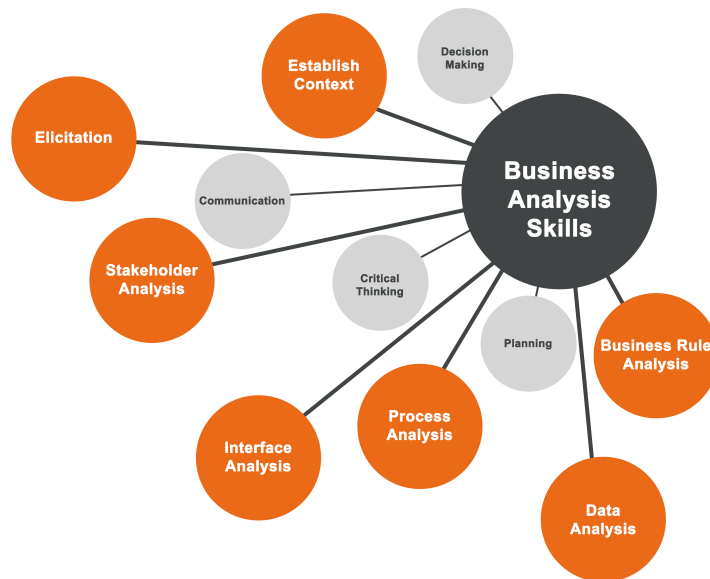 Decision
Making
Establish
Context
Elicitation
Business
Analysis
Skills
Communication
Stakeholder
Analysis
Critical
Thinking
Planning
Business Rule
Analysis
Process
Analysis
Interface
Analysis
Data
Analysis